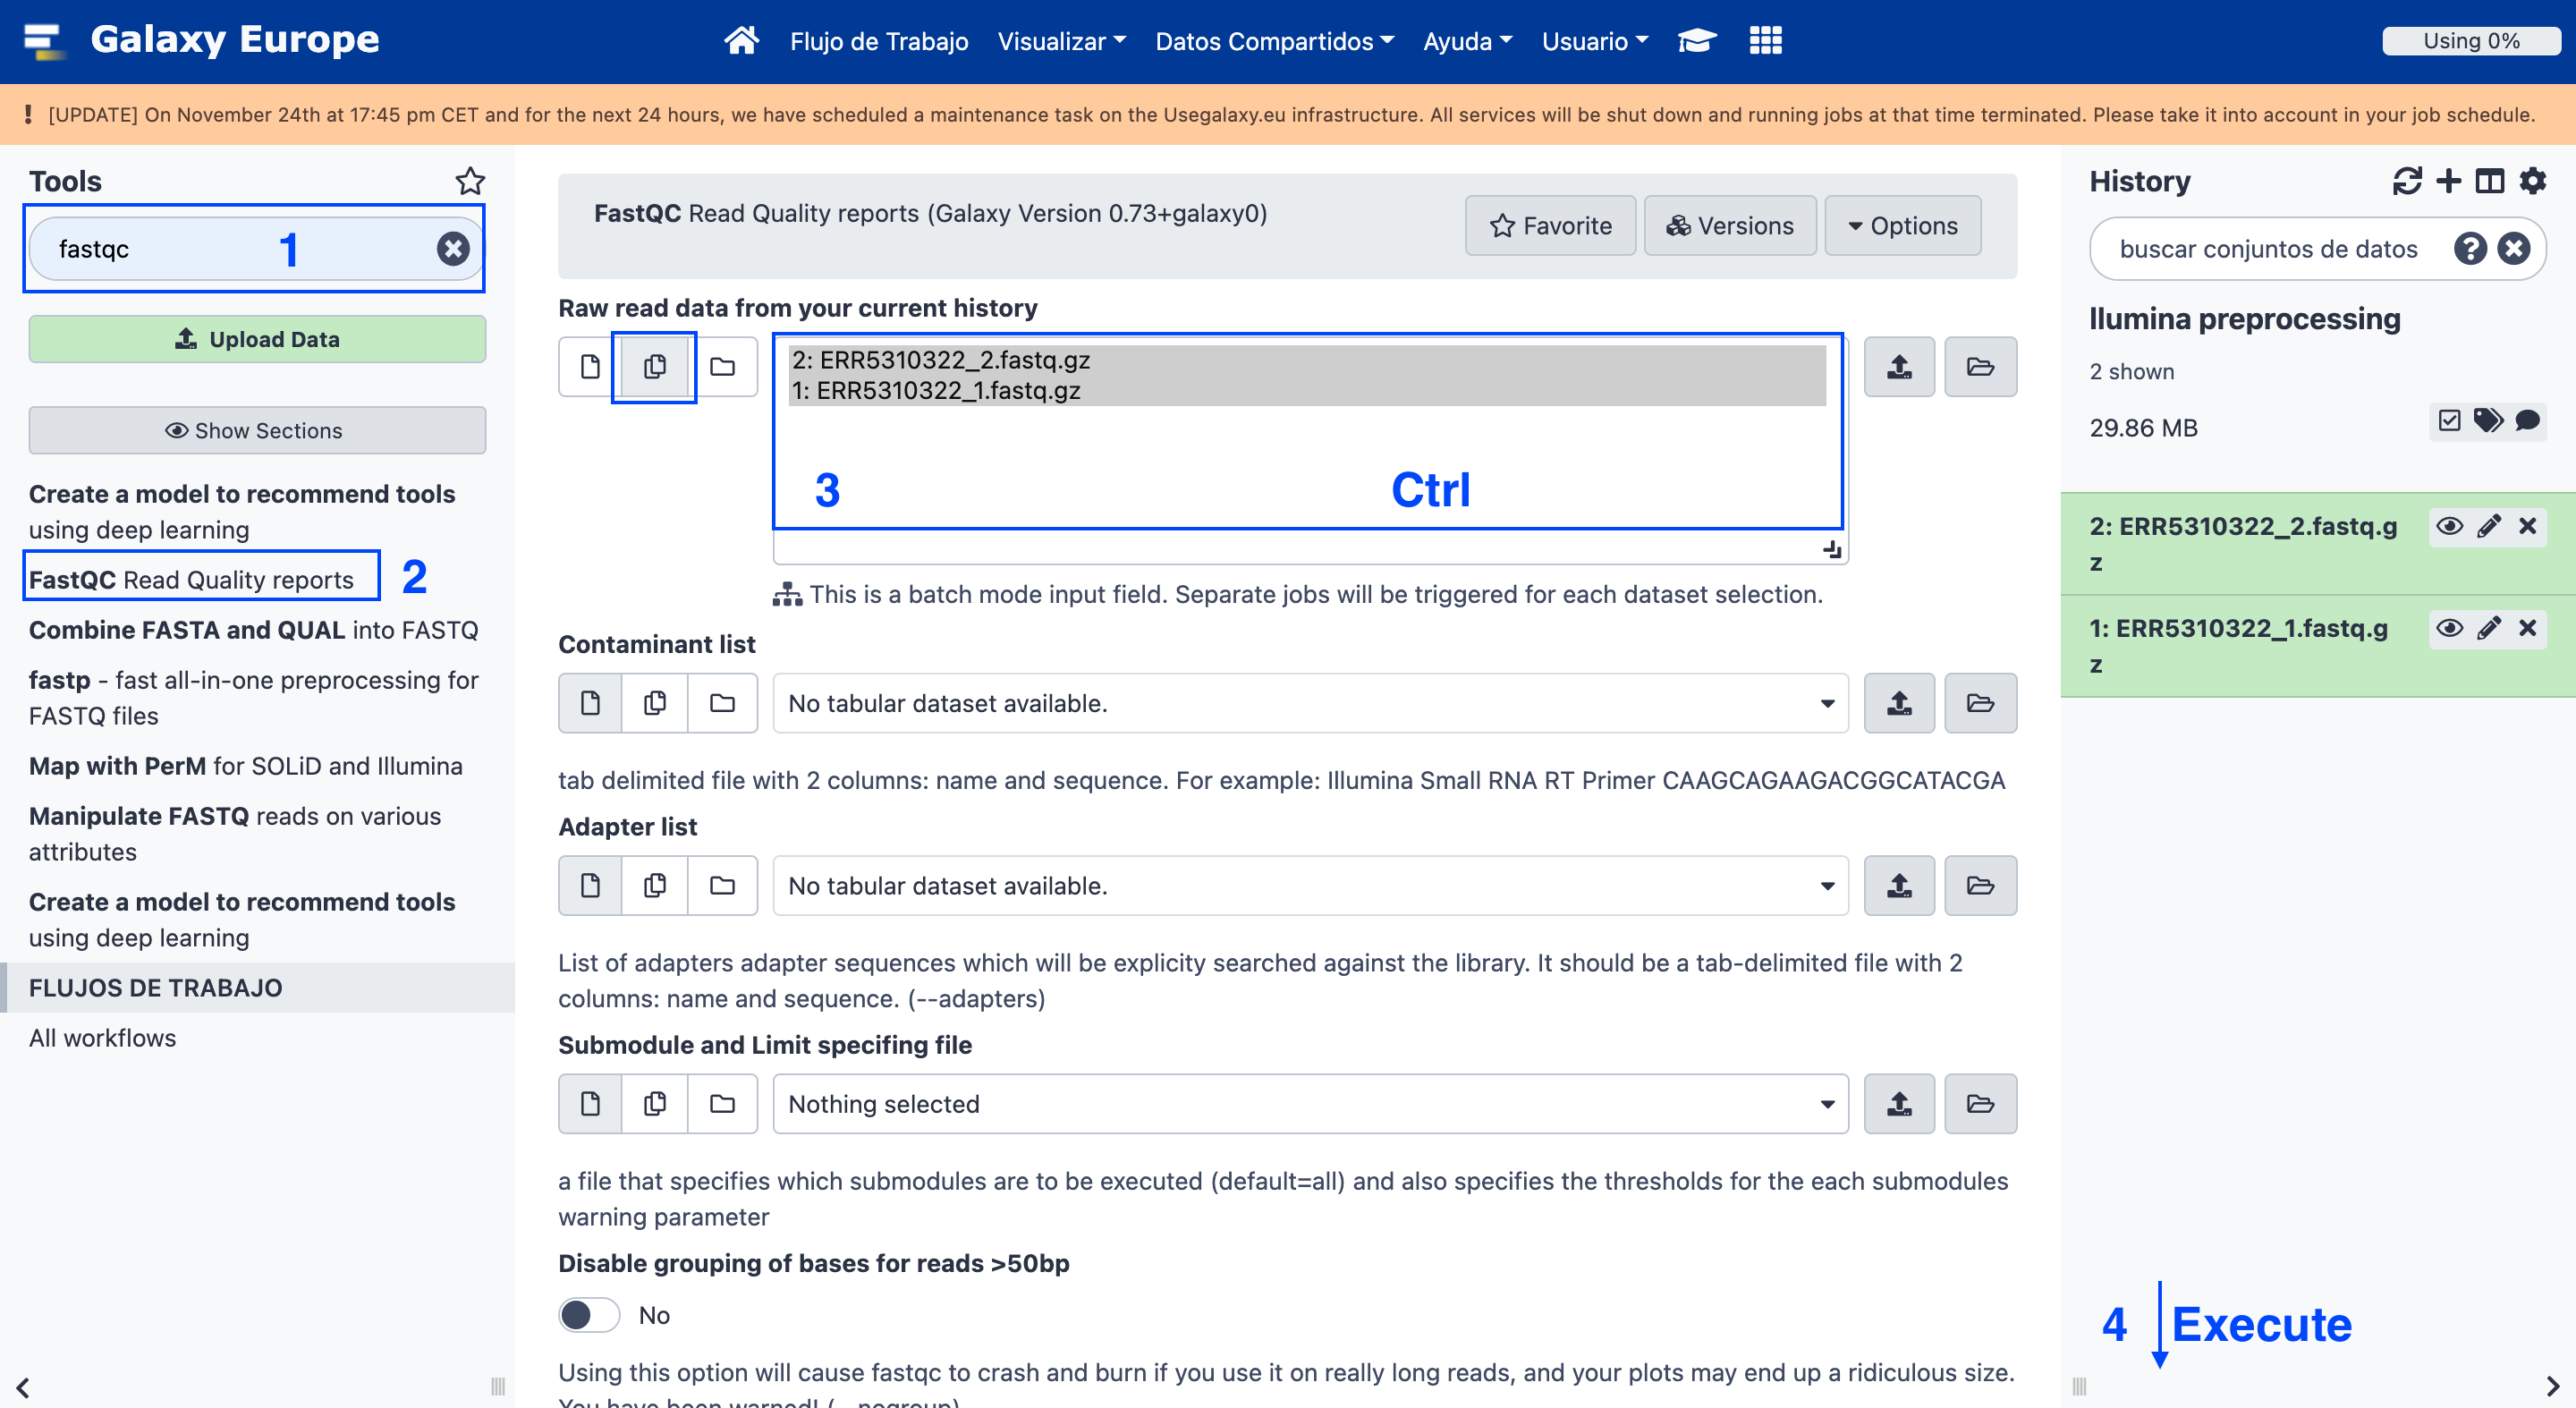 Galaxy Europe
Flujo de Trabajo Visualizar Datos Compartidos Ayuda Usuario
Using 0%
[UPDATE] On November 24th at 17:45 pm CET and for the next 24 hours, we have scheduled a maintenance task on the Usegalaxy.eu infrastructure. All services will be shut down and running jobs at that time terminated. Please take it into account in your job schedule.
Tools
fastqc 1
Upload Data
Show Sections
Create a model to recommend tools
using deep learning
FastQC Read Quality reports 2
Combine FASTA and QUAL into FASTQ
fastp - fast all-in-one preprocessing for
FASTQ files
Map with PerM for SOLiD and Illumina
Manipulate FASTQ reads on various
attributes
Create a model to recommend tools
using deep learning
FLUJOS DE TRABAJO
All workflows
FastQC Read Quality reports (Galaxy Version 0.73+galaxy0)
Favorite Versions Options
Raw read data from your current history
2: ERR5310322_2.fastq.gz
1: ERR5310322_1.fastq.gz
3 Ctrl
This is a batch mode input field. Separate jobs will be triggered for each dataset selection.
Contaminant list
No tabular dataset available.
tab delimited file with 2 columns: name and sequence. For example: Illumina Small RNA RT Primer CAAGCAGAAGACGGCATACGA
Adapter list
No tabular dataset available.
List of adapters adapter sequences which will be explicity searched against the library. It should be a tab-delimited file with 2
columns: name and sequence. (--adapters)
Submodule and Limit specifing file
Nothing selected
a file that specifies which submodules are to be executed (default=all) and also specifies the thresholds for the each submodules
warning parameter
Disable grouping of bases for reads >50bp
No
Using this option will cause fastqc to crash and burn if you use it on really long reads, and your plots may end up a ridiculous size.
You have been warned! (--nogroup)
History
buscar conjuntos de datos
Ilumina preprocessing
2 shown
29.86 MB
2: ERR5310322_2.fastq.g
z
1: ERR5310322_1.fastq.g
z
4 Execute